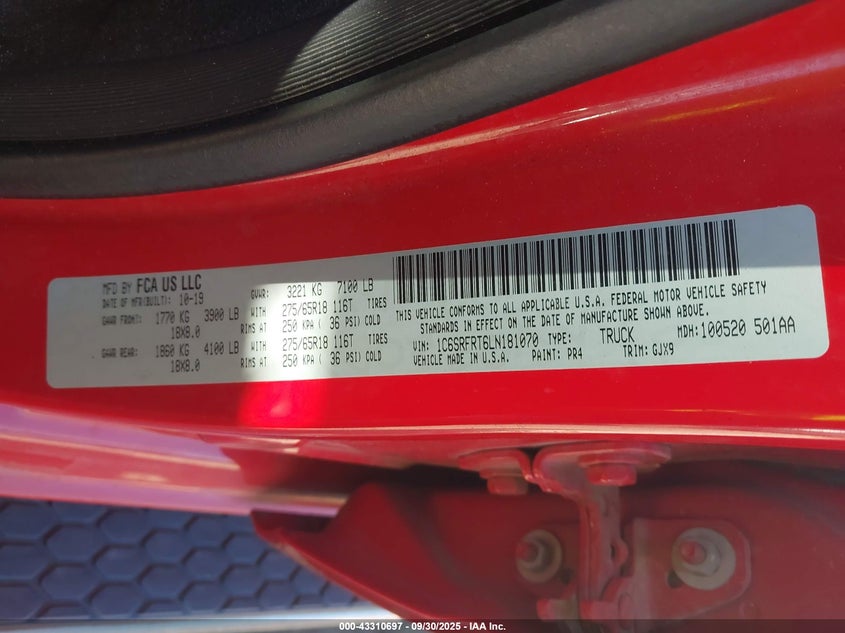 MFD BY FCA US LLC
DATE OF MFR(BUILT): 10-19
GVWR: 3221 KG 7100 LB
GAWR FRONT: 1770 KG 3900 LB WITH 275/65R18 116T TIRES
18X8.0 RIMS AT 250 KPA ( 36 PSI) COLD
GAWR REAR: 1860 KG 4100 LB WITH 275/65R18 116T TIRES
18X8.0 RIMS AT 250 KPA ( 36 PSI) COLD
THIS VEHICLE CONFORMS TO ALL APPLICABLE U.S.A. FEDERAL MOTOR VEHICLE SAFETY
STANDARDS IN EFFECT ON THE DATE OF MANUFACTURE SHOWN ABOVE.
VIN: 1C6SRFRT6LN181070 TYPE: TRUCK MDH: 100520 501AA
MADE IN U.S.A. PAINT: PR4 TRIM: GJX9
000-43310697 - 09/30/2025 - IAA Inc.